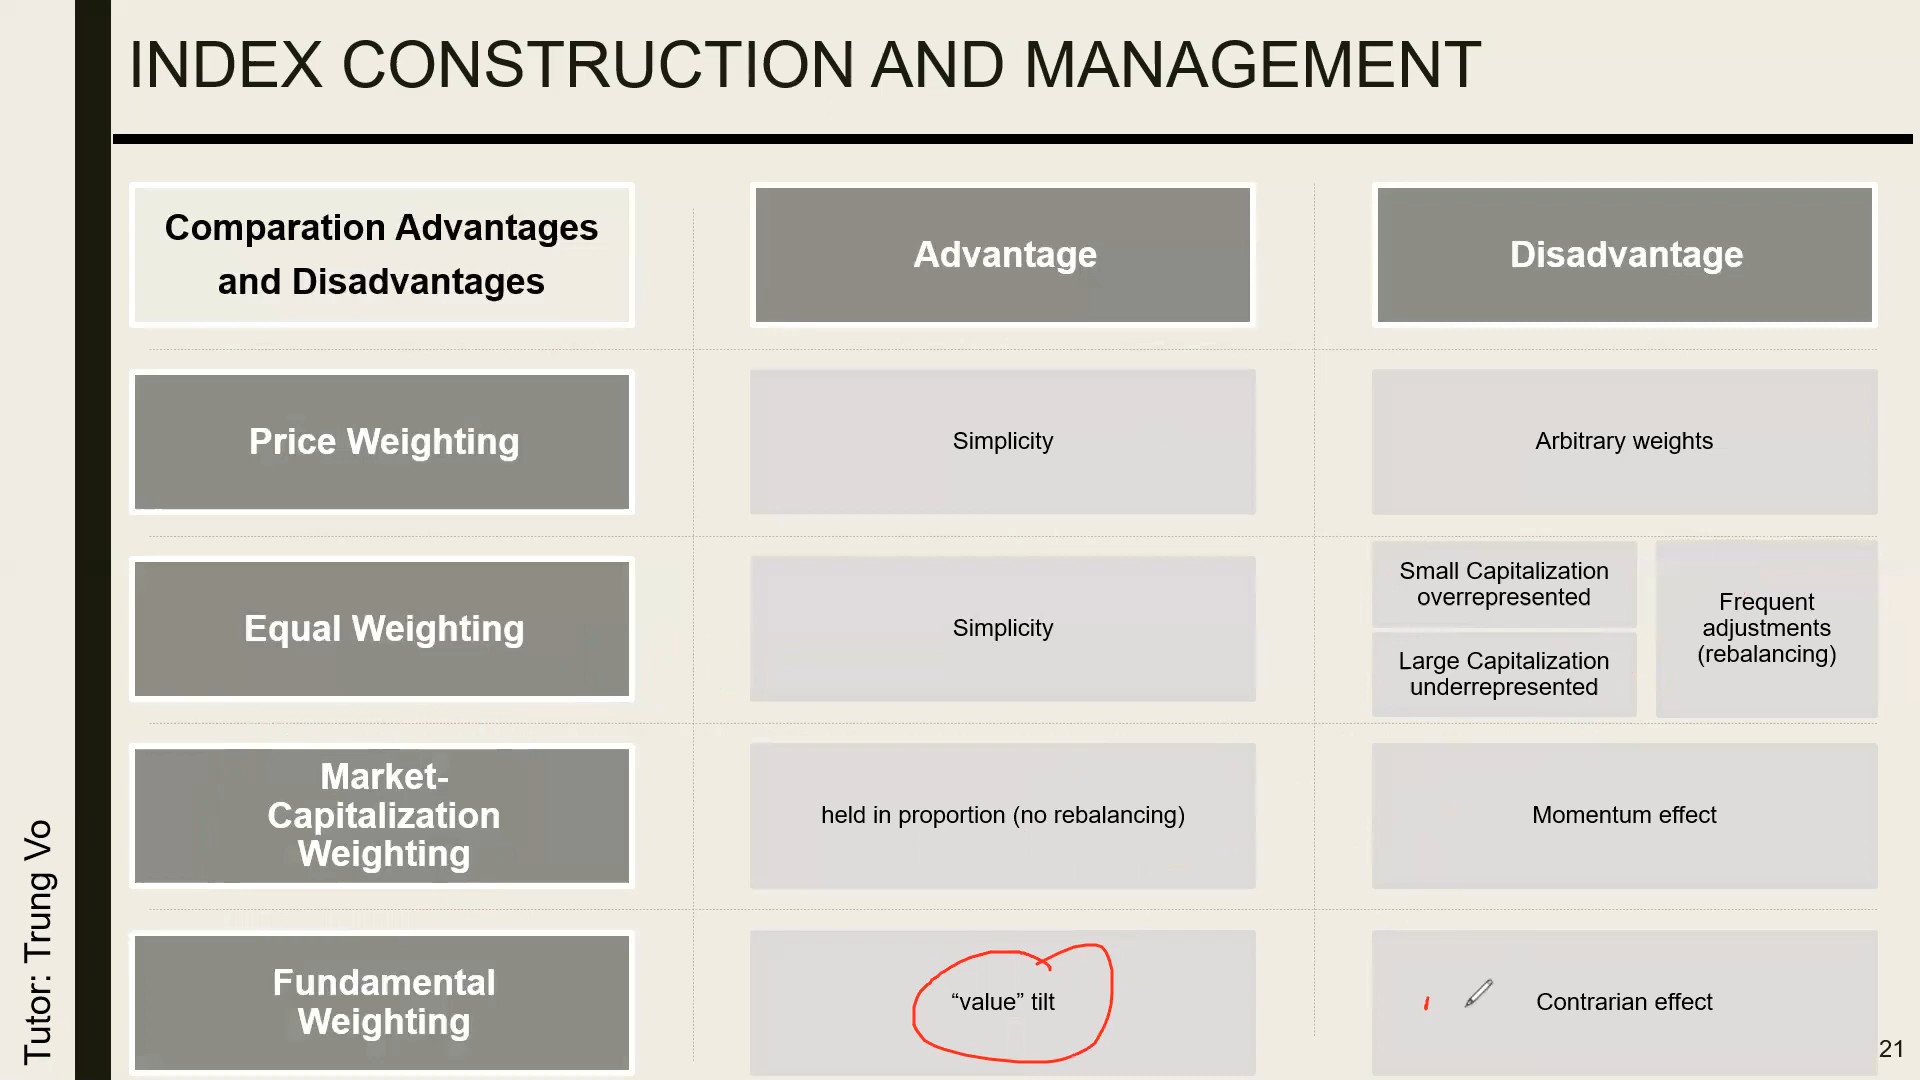 INDEX CONSTRUCTION AND MANAGEMENT
Comparation Advantages
and Disadvantages
Advantage
Disadvantage
Price Weighting
Simplicity
Arbitrary weights
Equal Weighting
Simplicity
Small Capitalization
overrepresented
Large Capitalization
underrepresented
Frequent
adjustments
(rebalancing)
Market-
Capitalization
Weighting
held in proportion (no rebalancing)
Momentum effect
Fundamental
Weighting
“value” tilt
Contrarian effect
Tutor: Trung Vo
21